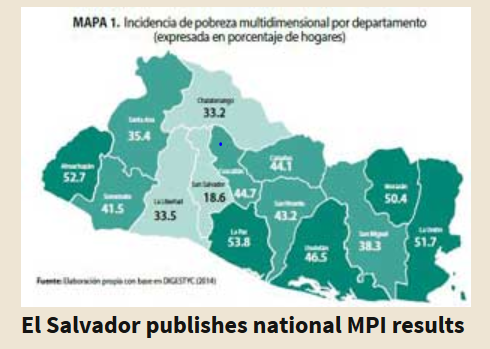 MAPA 1. Incidencia de pobreza multidimensional por departamento
(expresada en porcentaje de hogares)
Chalatenango
33.2
Santa Ana
35.4
Cabañas
44.1
Ahuachapán
52.7
Cuscatlán
44.7
Morazán
50.4
San Salvador
18.6
Sonsonate
41.5
La Libertad
33.5
San Vicente
43.2
La Unión
51.7
La Paz
53.8
San Miguel
38.3
Usulután
46.5
Fuente: Elaboración propia con base en DIGESTYC (2014)
El Salvador publishes national MPI results